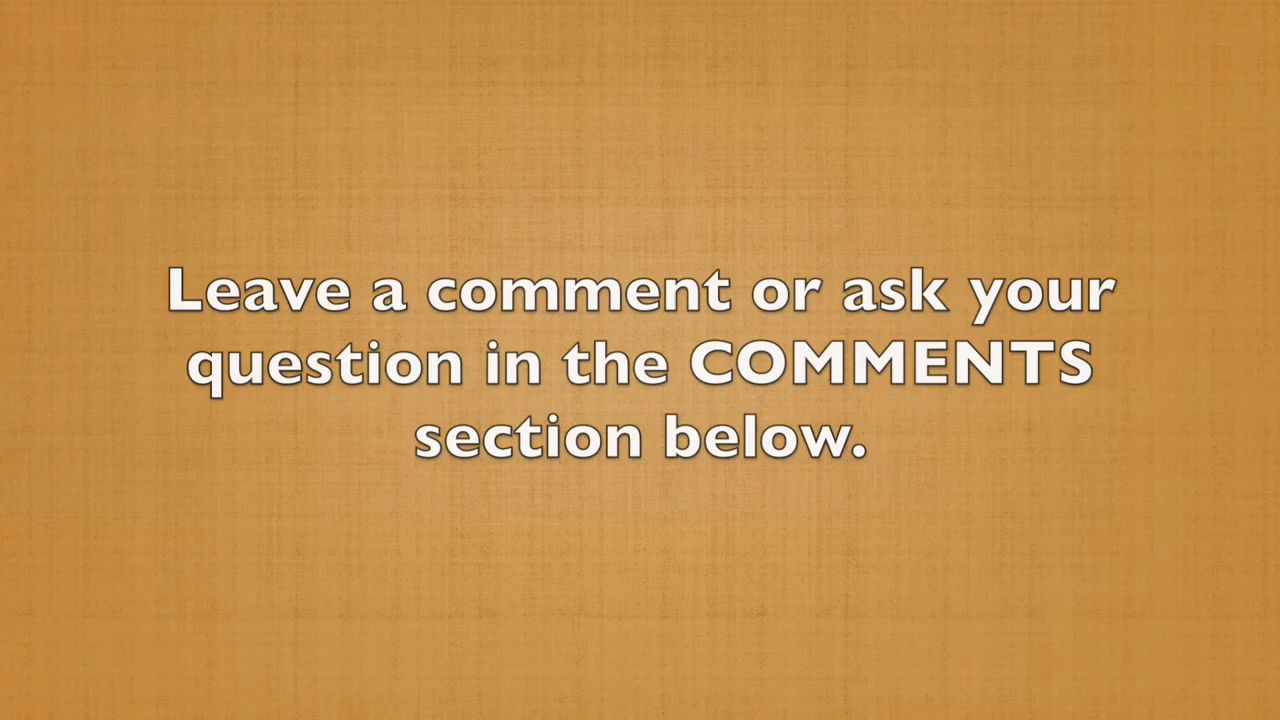 Leave a comment or ask your
question in the COMMENTS
section below.